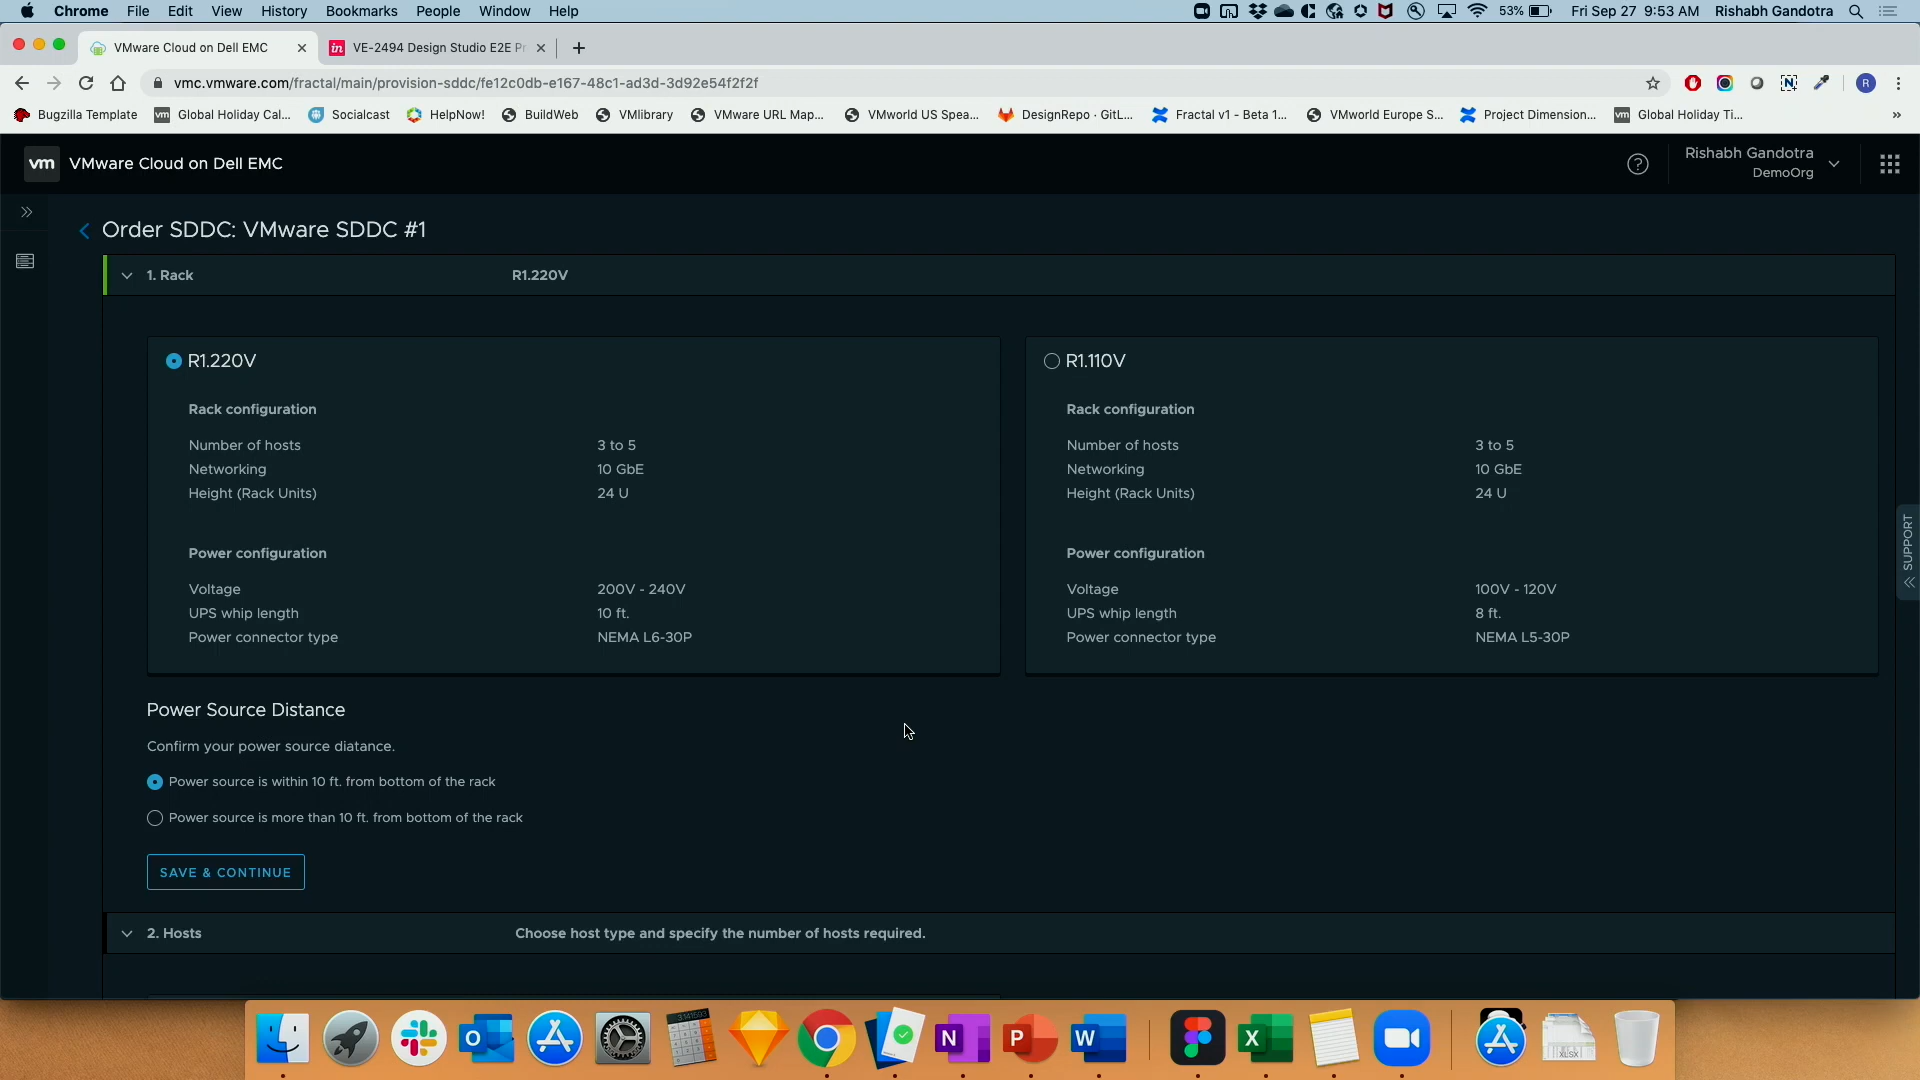 Chrome File Edit View History Bookmarks People Window Help 53% Fri Sep 27 9:53 AM Rishabh Gandotra
VMware Cloud on Dell EMC VE-2494 Design Studio E2E Pr
vmc.vmware.com/fractal/main/provision-sddc/fe12c0db-e167-48c1-ad3d-3d92e54f2f2f R
Bugzilla Template Global Holiday Cal... Socialcast HelpNow! BuildWeb VMlibrary VMware URL Map... VMworld US Spea... DesignRepo · GitL... Fractal v1 - Beta 1... VMworld Europe S... Project Dimension... Global Holiday Ti...
vm VMware Cloud on Dell EMC
Rishabh Gandotra
DemoOrg
Order SDDC: VMware SDDC #1
1. Rack R1.220V
R1.220V
Rack configuration
Number of hosts 3 to 5
Networking 10 GbE
Height (Rack Units) 24 U
Power configuration
Voltage 200V - 240V
UPS whip length 10 ft.
Power connector type NEMA L6-30P
R1.110V
Rack configuration
Number of hosts 3 to 5
Networking 10 GbE
Height (Rack Units) 24 U
Power configuration
Voltage 100V - 120V
UPS whip length 8 ft.
Power connector type NEMA L5-30P
SUPPORT
Power Source Distance
Confirm your power source diatance.
Power source is within 10 ft. from bottom of the rack
Power source is more than 10 ft. from bottom of the rack
SAVE & CONTINUE
2. Hosts Choose host type and specify the number of hosts required.
XLSX